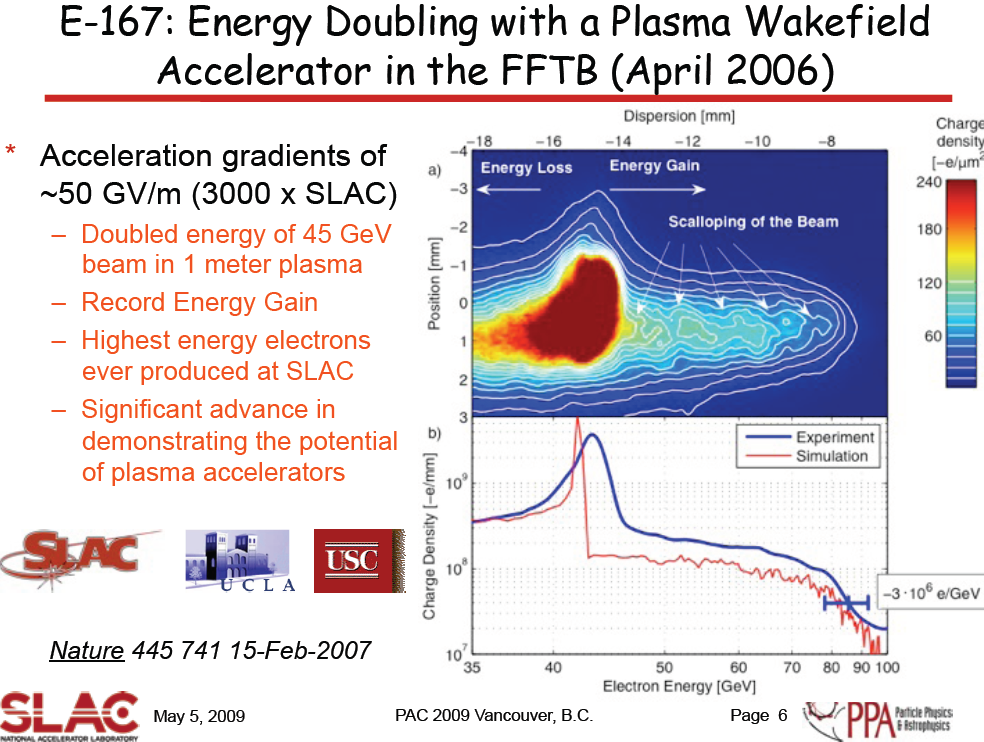 E-167: Energy Doubling with a Plasma Wakefield
Accelerator in the FFTB (April 2006)
* Acceleration gradients of
~50 GV/m (3000 x SLAC)
– Doubled energy of 45 GeV
beam in 1 meter plasma
– Record Energy Gain
– Highest energy electrons
ever produced at SLAC
– Significant advance in
demonstrating the potential
of plasma accelerators
SLAC
UCLA
USC
Nature 445 741 15-Feb-2007
Dispersion [mm]
−18 −16 −14 −12 −10 −8
a)
Energy Loss Energy Gain
Scalloping of the Beam
Position [mm]
−4
−3
−2
−1
0
1
2
3
Charge
density
[−e/µm²
240
180
120
60
b)
Experiment
Simulation
Charge Density [−e/mm]
10⁹
10⁸
10⁷
−3·10⁶ e/GeV
35 40 50 60 70 80 90 100
Electron Energy [GeV]
SLAC
NATIONAL ACCELERATOR LABORATORY
May 5, 2009
PAC 2009 Vancouver, B.C.
Page 6
PPA
Particle Physics
& Astrophysics